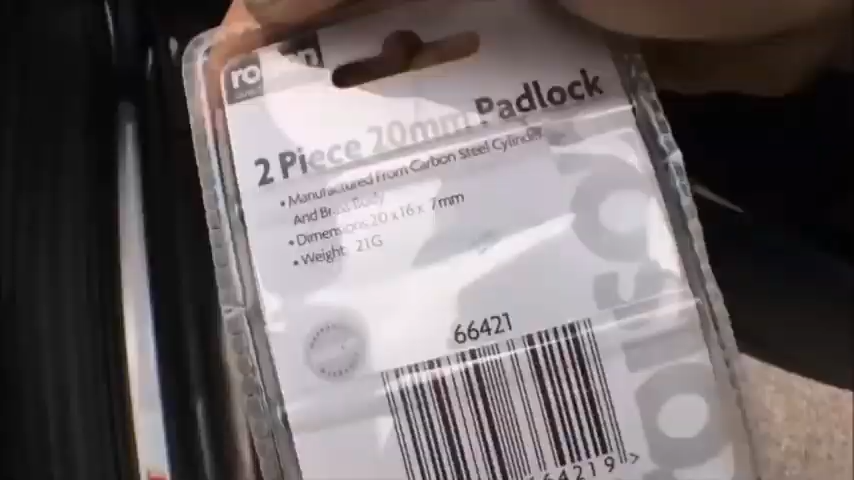 2 Piece 20mm Padlock
• Manufactured From Carbon Steel Cylinder
And Brass Body
• Dimensions 20 x 16 x 7mm
• Weight 21G
66421
64219 >